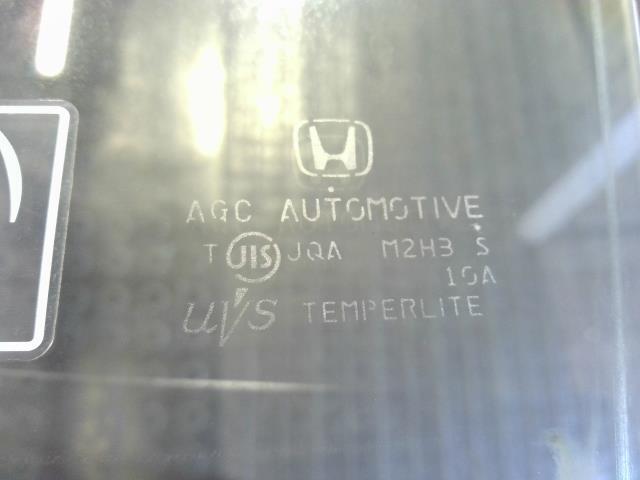 AGC AUTOMOTIVE
T JIS JQA M2H3 S
10A
UVS TEMPERLITE